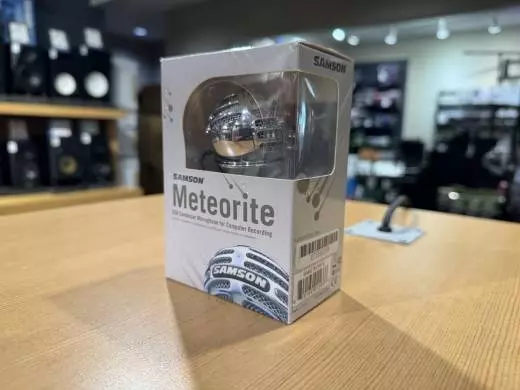 SAMSON
SAMSON
Meteorite
USB Condenser Microphone for Computer Recording
SAMSON